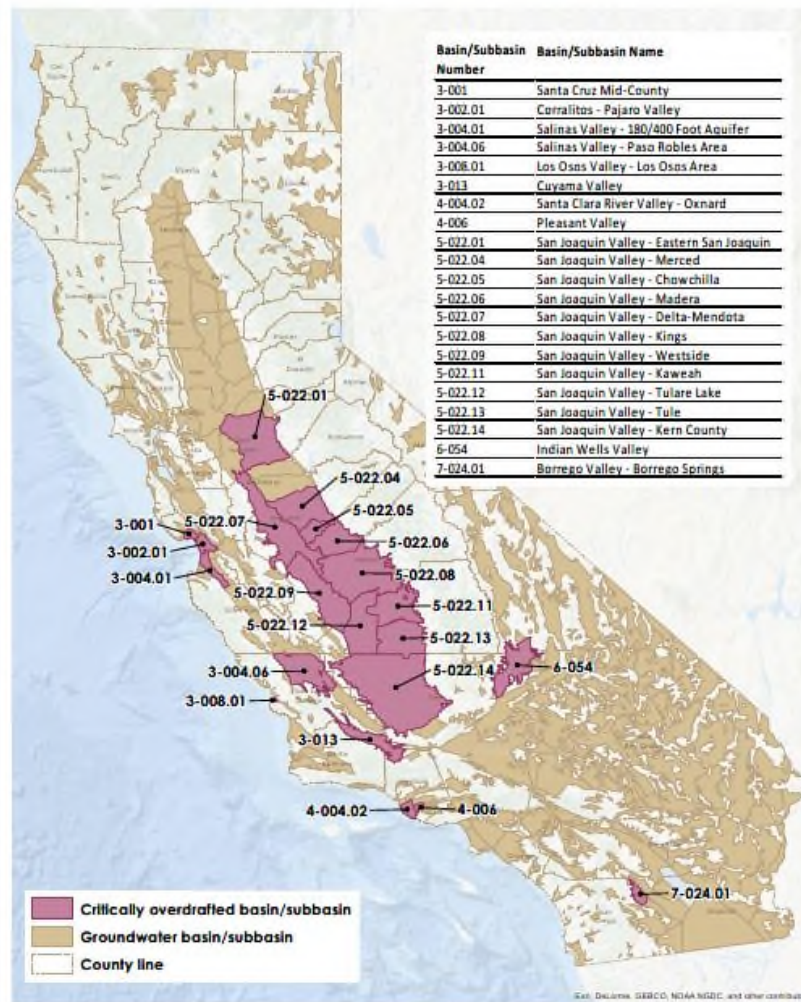 Basin/Subbasin Number Basin/Subbasin Name
3-001 Santa Cruz Mid-County
3-002.01 Corralitos - Pajaro Valley
3-004.01 Salinas Valley - 180/400 Foot Aquifer
3-004.06 Salinas Valley - Paso Robles Area
3-008.01 Los Osos Valley - Los Osos Area
3-013 Cuyama Valley
4-004.02 Santa Clara River Valley - Oxnard
4-006 Pleasant Valley
5-022.01 San Joaquin Valley - Eastern San Joaquin
5-022.04 San Joaquin Valley - Merced
5-022.05 San Joaquin Valley - Chowchilla
5-022.06 San Joaquin Valley - Madera
5-022.07 San Joaquin Valley - Delta-Mendota
5-022.08 San Joaquin Valley - Kings
5-022.09 San Joaquin Valley - Westside
5-022.11 San Joaquin Valley - Kaweah
5-022.12 San Joaquin Valley - Tulare Lake
5-022.13 San Joaquin Valley - Tule
5-022.14 San Joaquin Valley - Kern County
6-054 Indian Wells Valley
7-024.01 Borrego Valley - Borrego Springs
5-022.01
5-022.04
5-022.05
5-022.07
3-001
5-022.06
3-002.01
5-022.08
3-004.01
5-022.09
5-022.11
5-022.12
5-022.13
3-004.06
5-022.14
6-054
3-008.01
3-013
4-004.02
4-006
7-024.01
Critically overdrafted basin/subbasin
Groundwater basin/subbasin
County line
Esri, DeLorme, GEBCO, NOAA NGDC, and other contributors